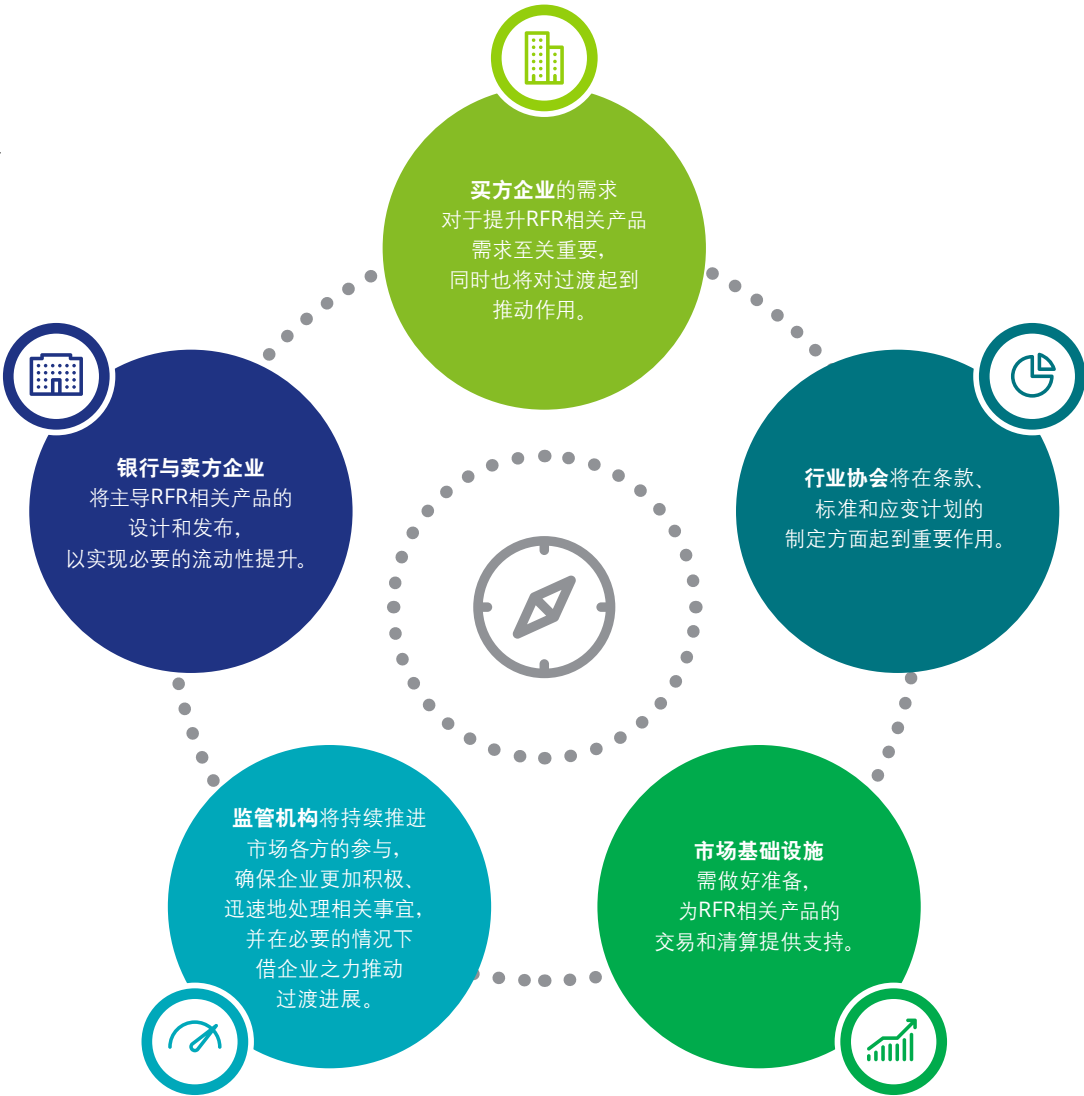 买方企业的需求
对于提升RFR相关产品
需求至关重要，
同时也将对过渡起到
推动作用。
银行与卖方企业
将主导RFR相关产品的
设计和发布，
以实现必要的流动性提升。
行业协会将在条款、
标准和应变计划的
制定方面起到重要作用。
监管机构将持续推进
市场各方的参与，
确保企业更加积极、
迅速地处理相关事宜，
并在必要的情况下
借企业之力推动
过渡进展。
市场基础设施
需做好准备，
为RFR相关产品的
交易和清算提供支持。